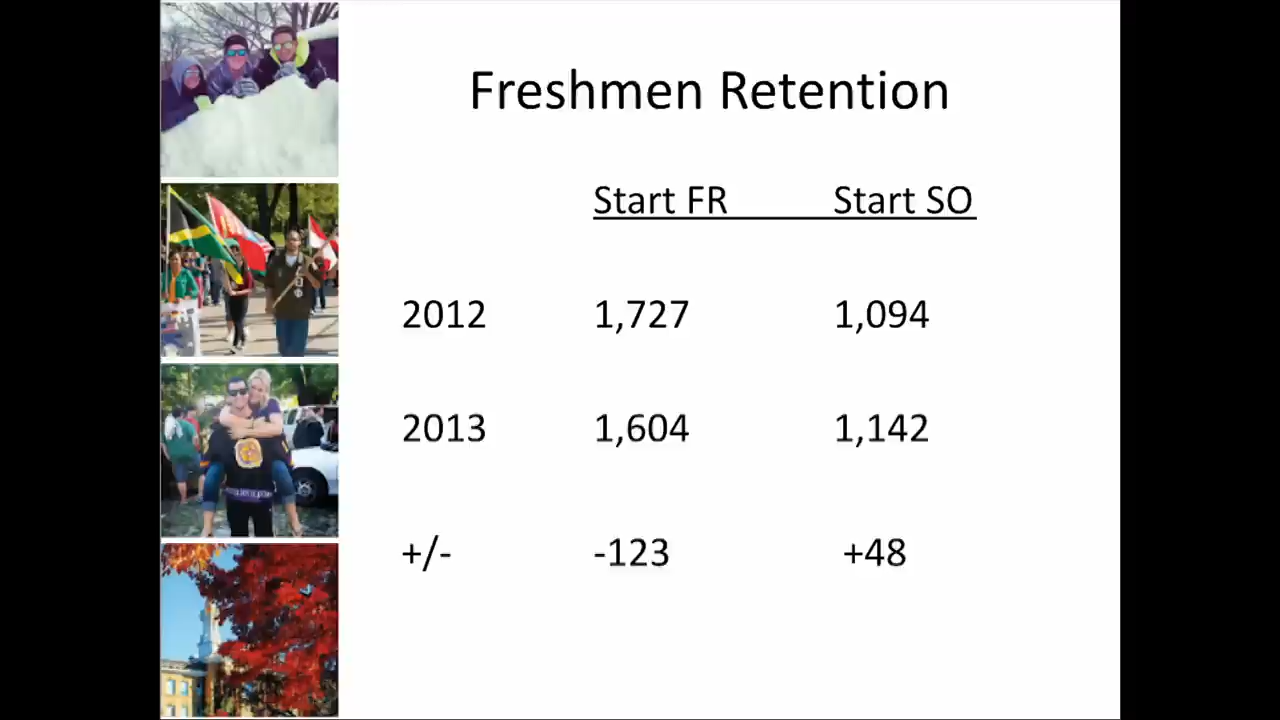 Freshmen Retention
Start FR Start SO
2012 1,727 1,094
2013 1,604 1,142
+/- -123 +48